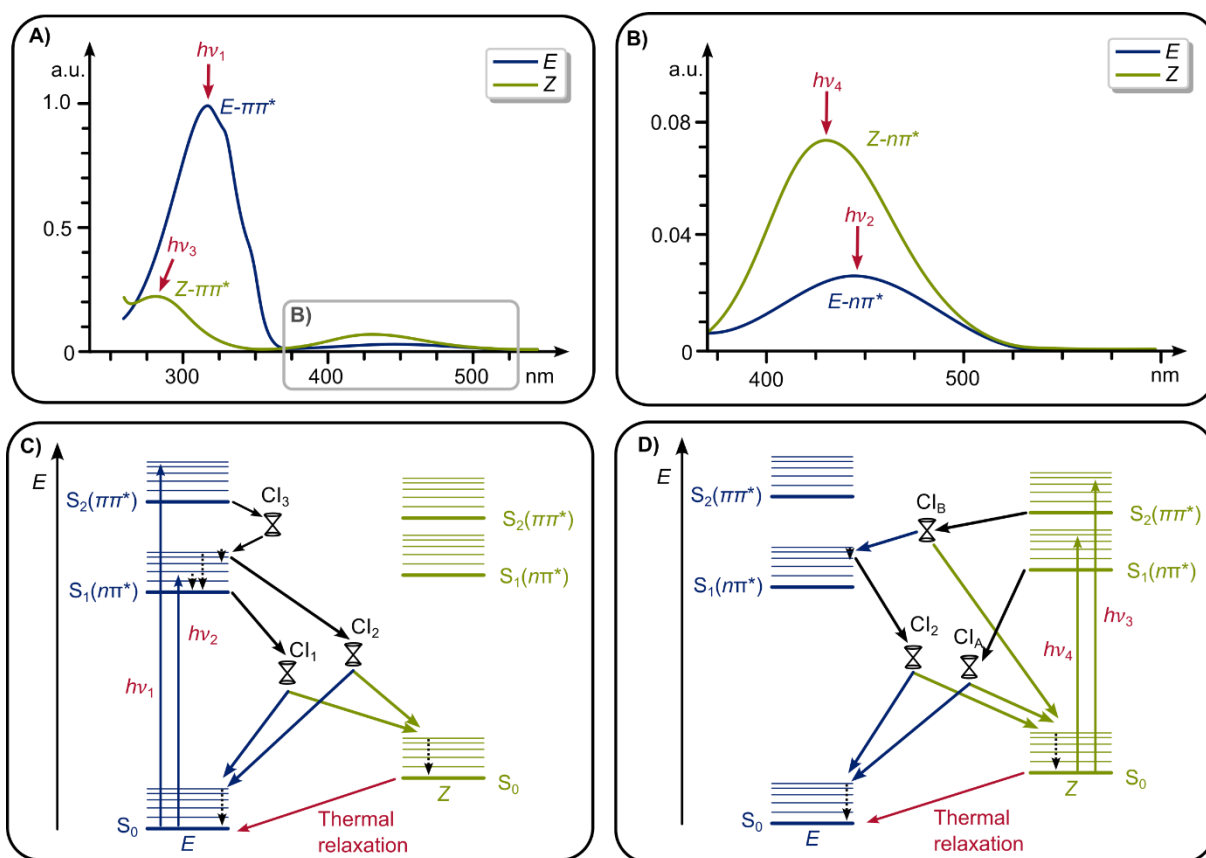 A)
a.u.
1.0
0.5
0
hν₁
E-ππ*
hν₃
Z-ππ*
E
Z
B)
300
400
500
nm
B)
a.u.
0.08
0.04
0
hν₄
Z-nπ*
hν₂
E-nπ*
E
Z
400
500
nm
C)
E
S₂(ππ*)
CI₃
S₂(ππ*)
S₁(nπ*)
S₁(nπ*)
hν₂
hν₁
CI₁
CI₂
S₀
E
Z
S₀
Thermal
relaxation
D)
E
S₂(ππ*)
CI_B
S₂(ππ*)
S₁(nπ*)
S₁(nπ*)
CI₂
CI_A
hν₃
hν₄
S₀
E
Z
S₀
Thermal
relaxation